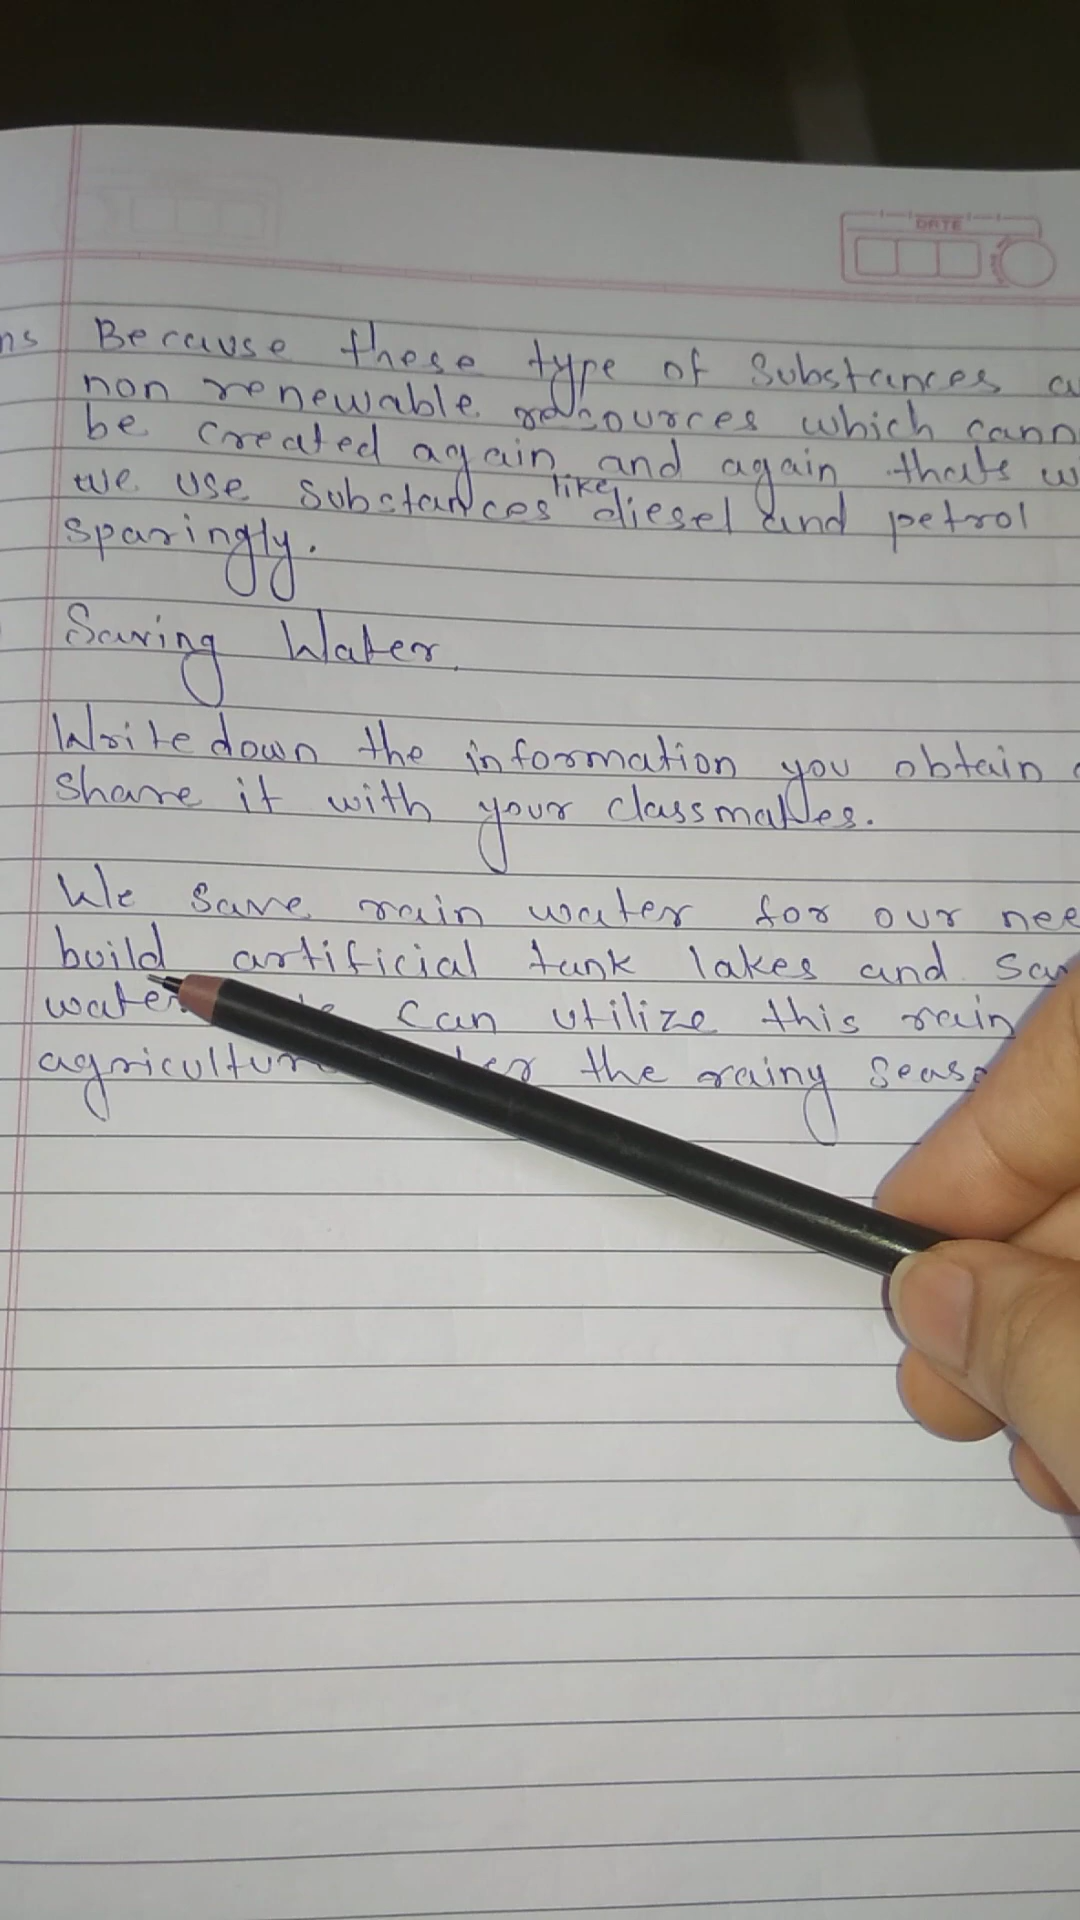 DATE
ns Because these type of Substances a
non renewable resources which cann
be created again and again thats w
we use substances like diesel and petrol
sparingly.
Saving Water.
Write down the information you obtain
share it with your classmates.
We save rain water for our nee
build artificial tank lakes and sa
water can utilize this rain
agricultur the rainy seas